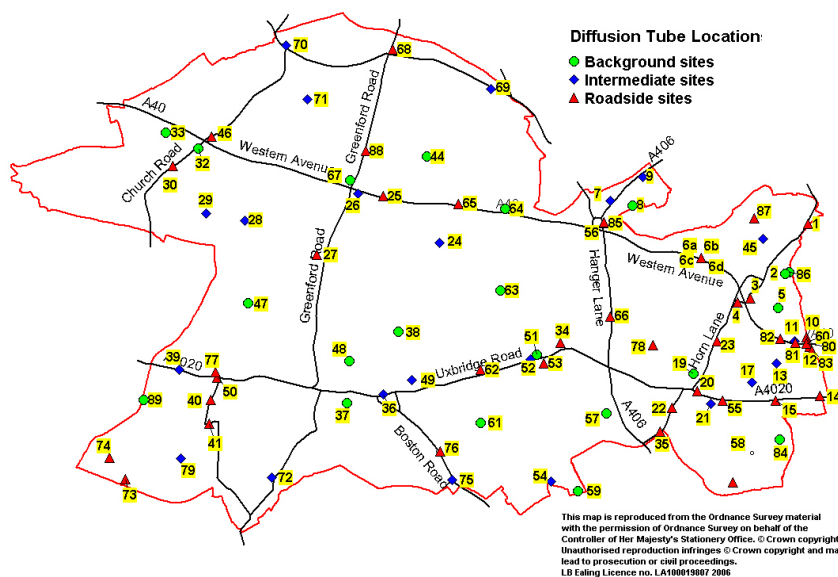 Diffusion Tube Location:
Background sites
Intermediate sites
Roadside sites
70
68
69
71
A40
33
46
Greenford Road
88
44
A406
Western Avenue
32
Church Road
30
67
7
9
26
25
65
A40
64
8
29
28
56
85
87
1
24
45
6a
6b
6c
6d
27
Greenford Road
Hanger Lane
Western Avenue
2
86
47
63
3
5
4
66
Horn Lane
38
51
34
78
23
82
11
10
60
80
81
12
83
48
39
A4020
77
Uxbridge Road
62
52
53
19
13
50
49
17
A4020
89
40
36
20
14
37
21
55
15
22
41
61
57
A406
35
Boston Road
76
58
84
74
79
73
72
75
54
59
This map is reproduced from the Ordnance Survey material
with the permission of Ordnance Survey on behalf of the
Controller of Her Majesty's Stationery Office. © Crown copyright
Unauthorised reproduction infringes © Crown copyright and ma
lead to prosecution or civil proceedings.
LB Ealing Licence no. LA100019807 2006